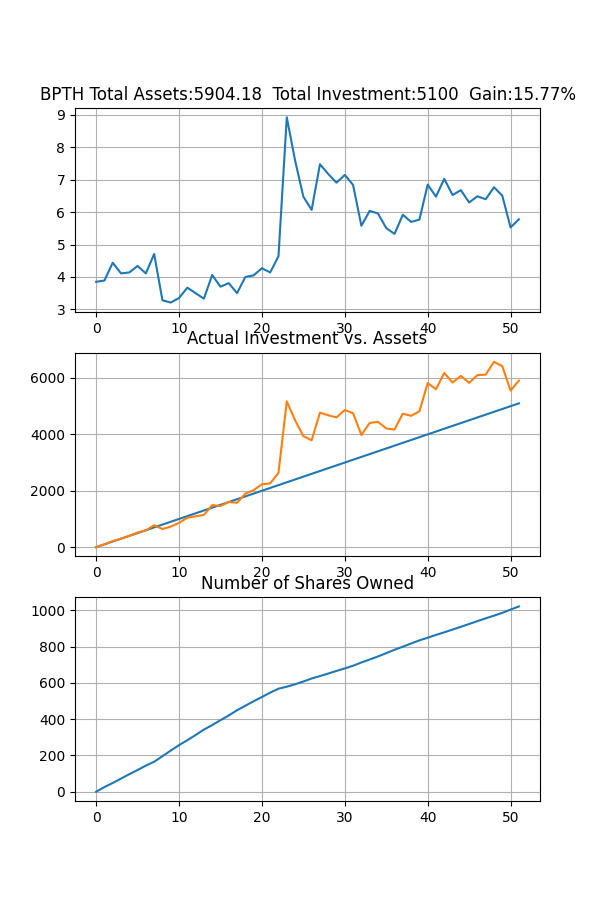 BPTH Total Assets:5904.18  Total Investment:5100  Gain:15.77%
9
8
7
6
5
4
3
0 10 20 30 40 50
Actual Investment vs. Assets
6000
4000
2000
0
0 10 20 30 40 50
Number of Shares Owned
1000
800
600
400
200
0
0 10 20 30 40 50